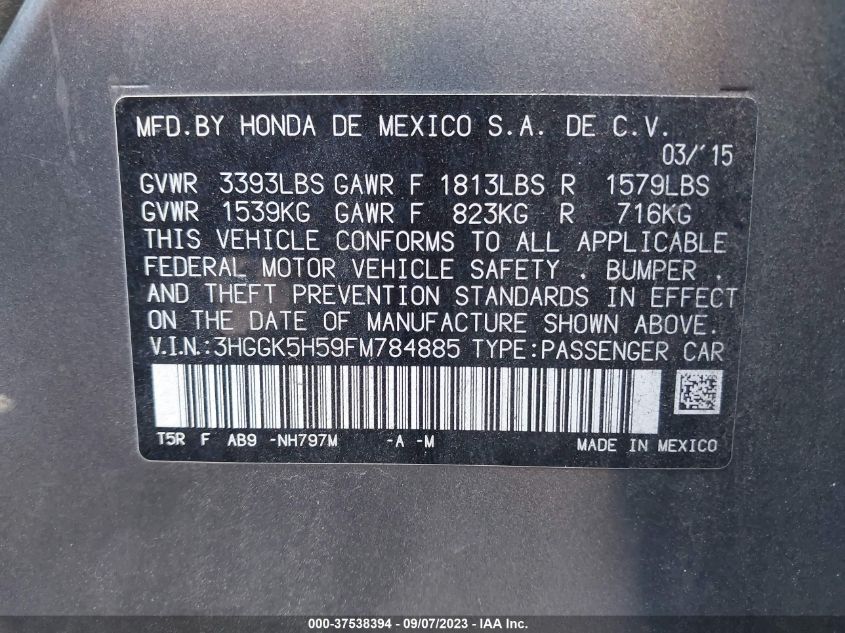 MFD.BY HONDA DE MEXICO S.A. DE C.V.
03/'15
GVWR 3393LBS GAWR F 1813LBS R 1579LBS
GVWR 1539KG GAWR F 823KG R 716KG
THIS VEHICLE CONFORMS TO ALL APPLICABLE
FEDERAL MOTOR VEHICLE SAFETY . BUMPER .
AND THEFT PREVENTION STANDARDS IN EFFECT
ON THE DATE OF MANUFACTURE SHOWN ABOVE.
V.I.N.:3HGGK5H59FM784885 TYPE:PASSENGER CAR
T5R F AB9 -NH797M -A -M
MADE IN MEXICO
000-37538394 - 09/07/2023 - IAA Inc.